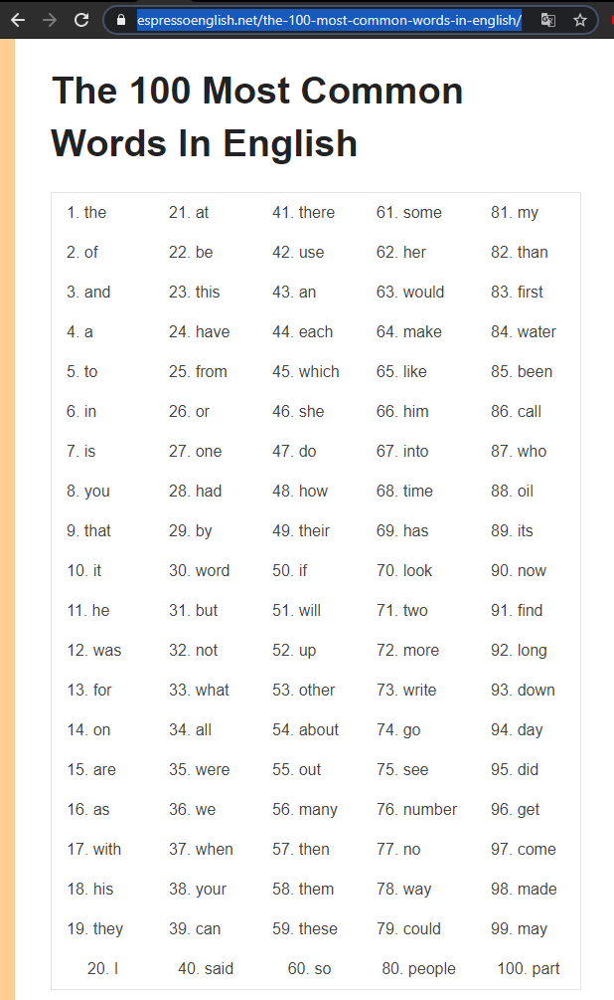 espressoenglish.net/the-100-most-common-words-in-english/
The 100 Most Common
Words In English
1. the 21. at 41. there 61. some 81. my
2. of 22. be 42. use 62. her 82. than
3. and 23. this 43. an 63. would 83. first
4. a 24. have 44. each 64. make 84. water
5. to 25. from 45. which 65. like 85. been
6. in 26. or 46. she 66. him 86. call
7. is 27. one 47. do 67. into 87. who
8. you 28. had 48. how 68. time 88. oil
9. that 29. by 49. their 69. has 89. its
10. it 30. word 50. if 70. look 90. now
11. he 31. but 51. will 71. two 91. find
12. was 32. not 52. up 72. more 92. long
13. for 33. what 53. other 73. write 93. down
14. on 34. all 54. about 74. go 94. day
15. are 35. were 55. out 75. see 95. did
16. as 36. we 56. many 76. number 96. get
17. with 37. when 57. then 77. no 97. come
18. his 38. your 58. them 78. way 98. made
19. they 39. can 59. these 79. could 99. may
20. I 40. said 60. so 80. people 100. part